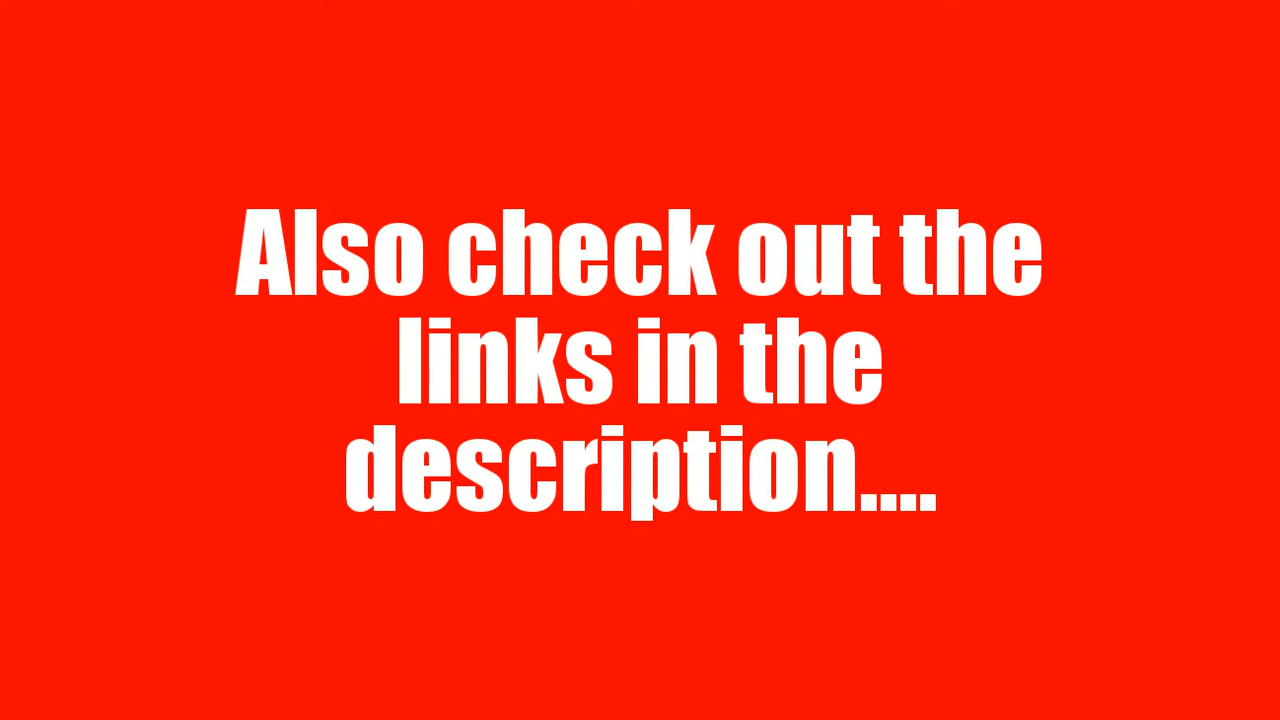 Also check out the
links in the
description....